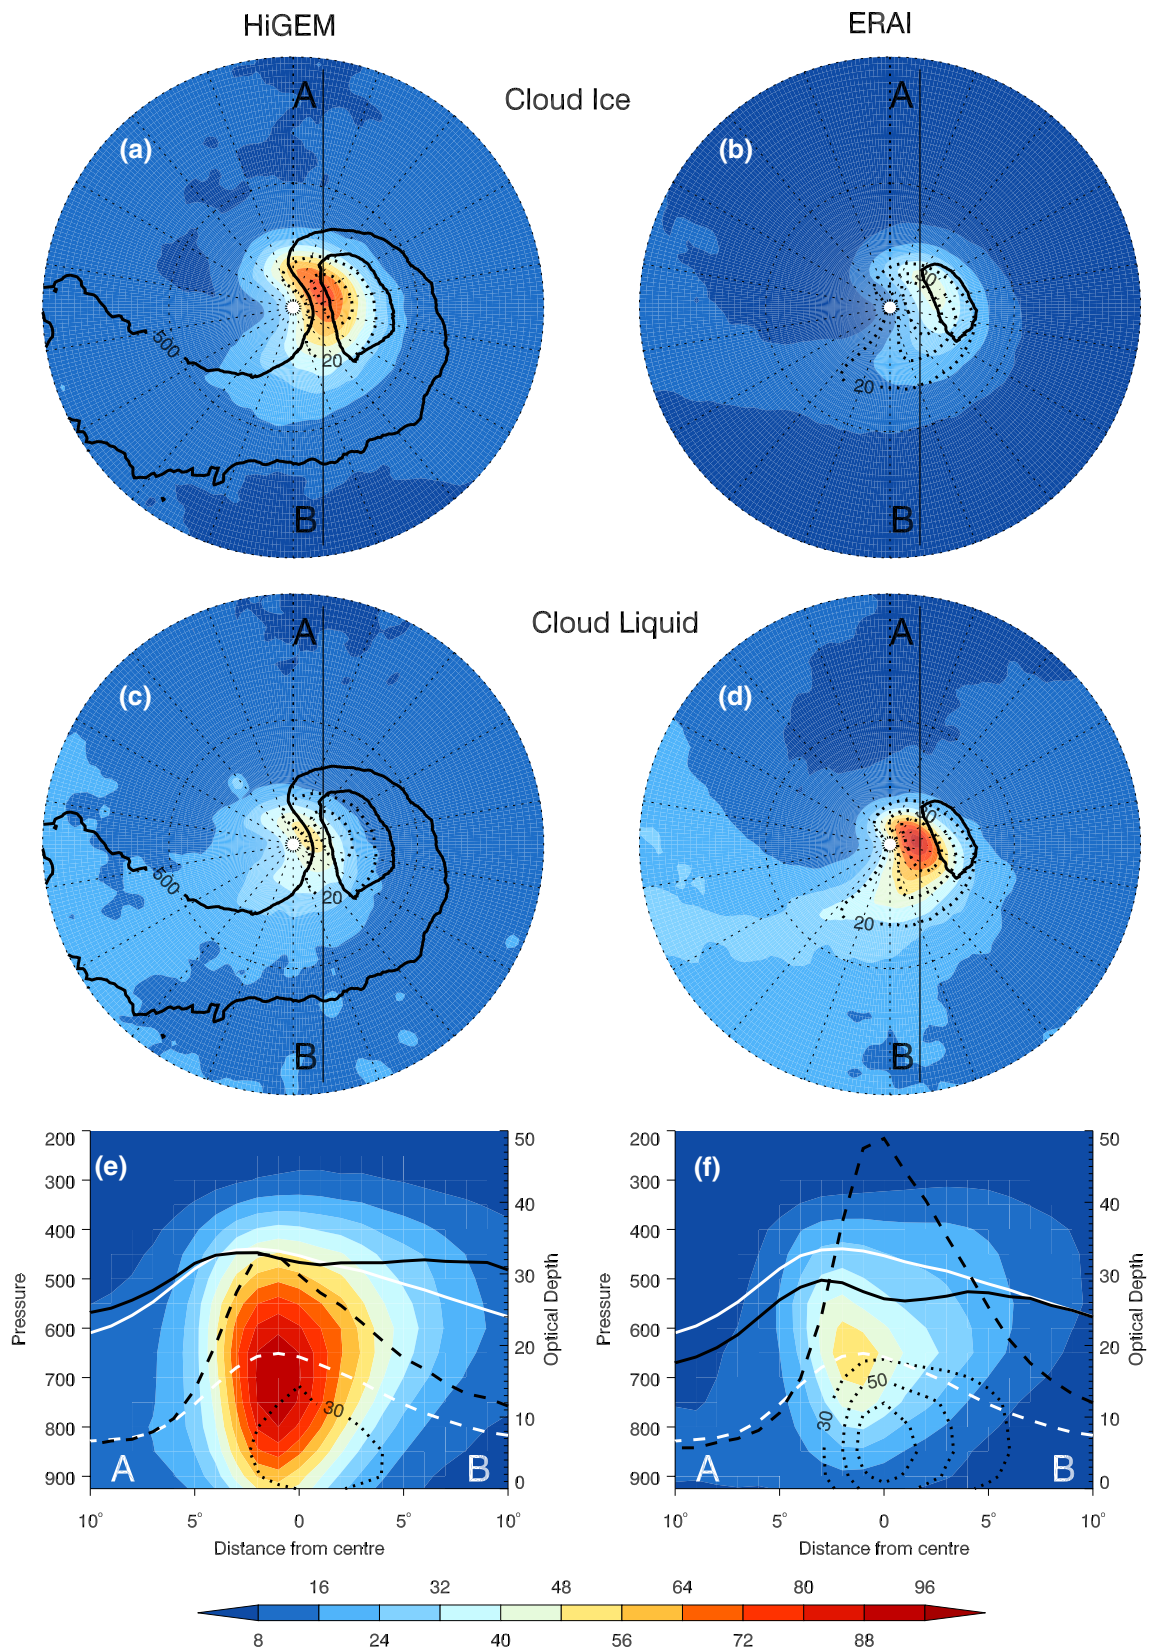 HiGEM
ERAI
Cloud Ice
A
(a)
500
20
B
A
(b)
20
B
Cloud Liquid
A
(c)
500
20
B
A
(d)
20
B
(e)
200
300
400
500
600
700
800
900
Pressure
50
40
30
20
10
0
Optical Depth
30
A
B
10°
5°
0
5°
10°
Distance from centre
(f)
200
300
400
500
600
700
800
900
Pressure
50
40
30
20
10
0
Optical Depth
50
30
A
B
10°
5°
0
5°
10°
Distance from centre
16 32 48 64 80 96
8 24 40 56 72 88